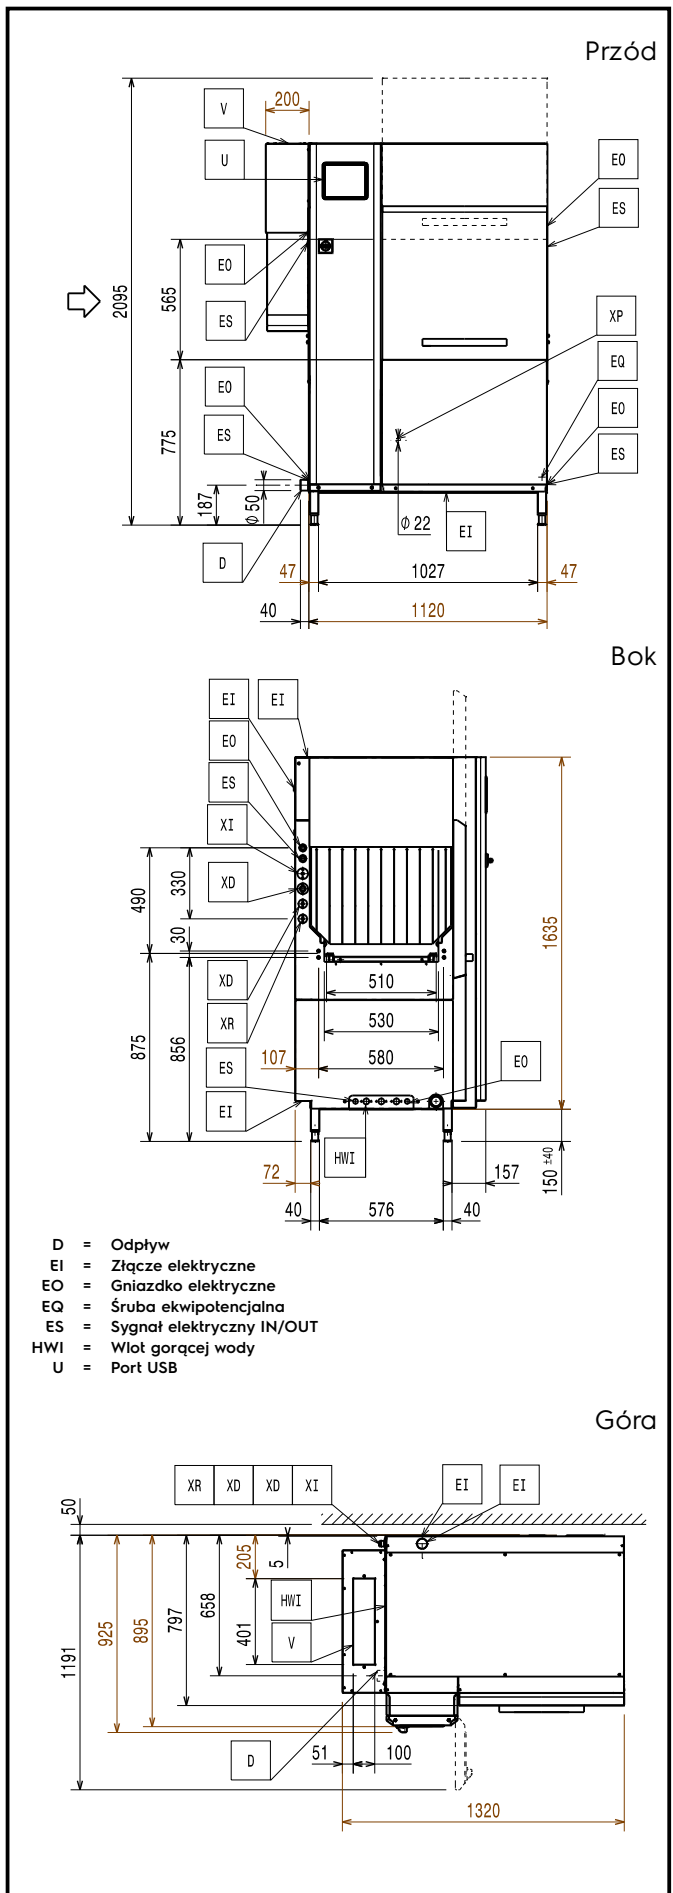 Przód
200
V
U
EO
ES
EO
ES
2095
565
XP
EQ
EO
ES
EO
ES
775
187
Ø 50
Ø 22
EI
D
47
1027
47
40
1120
Bok
EI
EI
EO
ES
XI
XD
490
330
30
1635
XD
XR
510
530
875
856
107
580
ES
EO
EI
HWI
72
157
150 ±40
40
576
40
D = Odpływ
EI = Złącze elektryczne
EO = Gniazdko elektryczne
EQ = Śruba ekwipotencjalna
ES = Sygnał elektryczny IN/OUT
HWI = Wlot gorącej wody
U = Port USB
Góra
XR XD XD XI
EI
EI
50
5
205
HWI
V
401
658
797
895
925
1191
D
51
100
1320